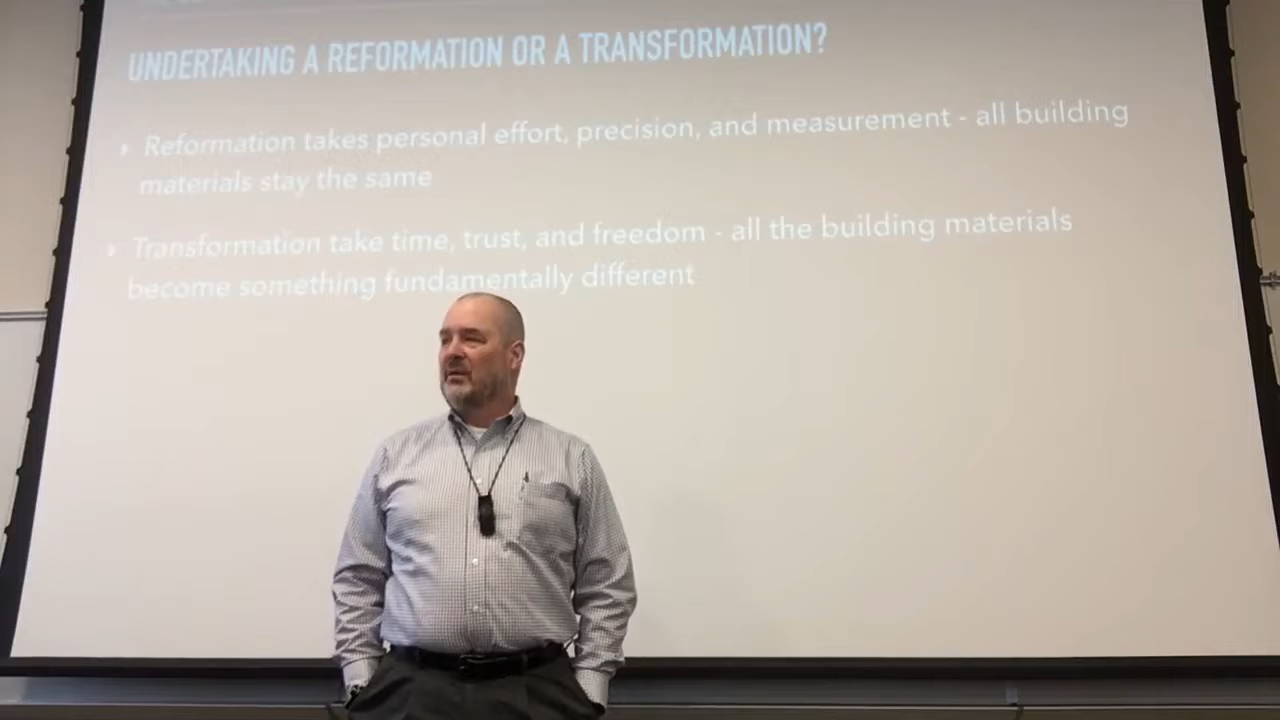 UNDERTAKING A REFORMATION OR A TRANSFORMATION?
Reformation takes personal effort, precision, and measurement - all building
materials stay the same
Transformation take time, trust, and freedom - all the building materials
become something fundamentally different